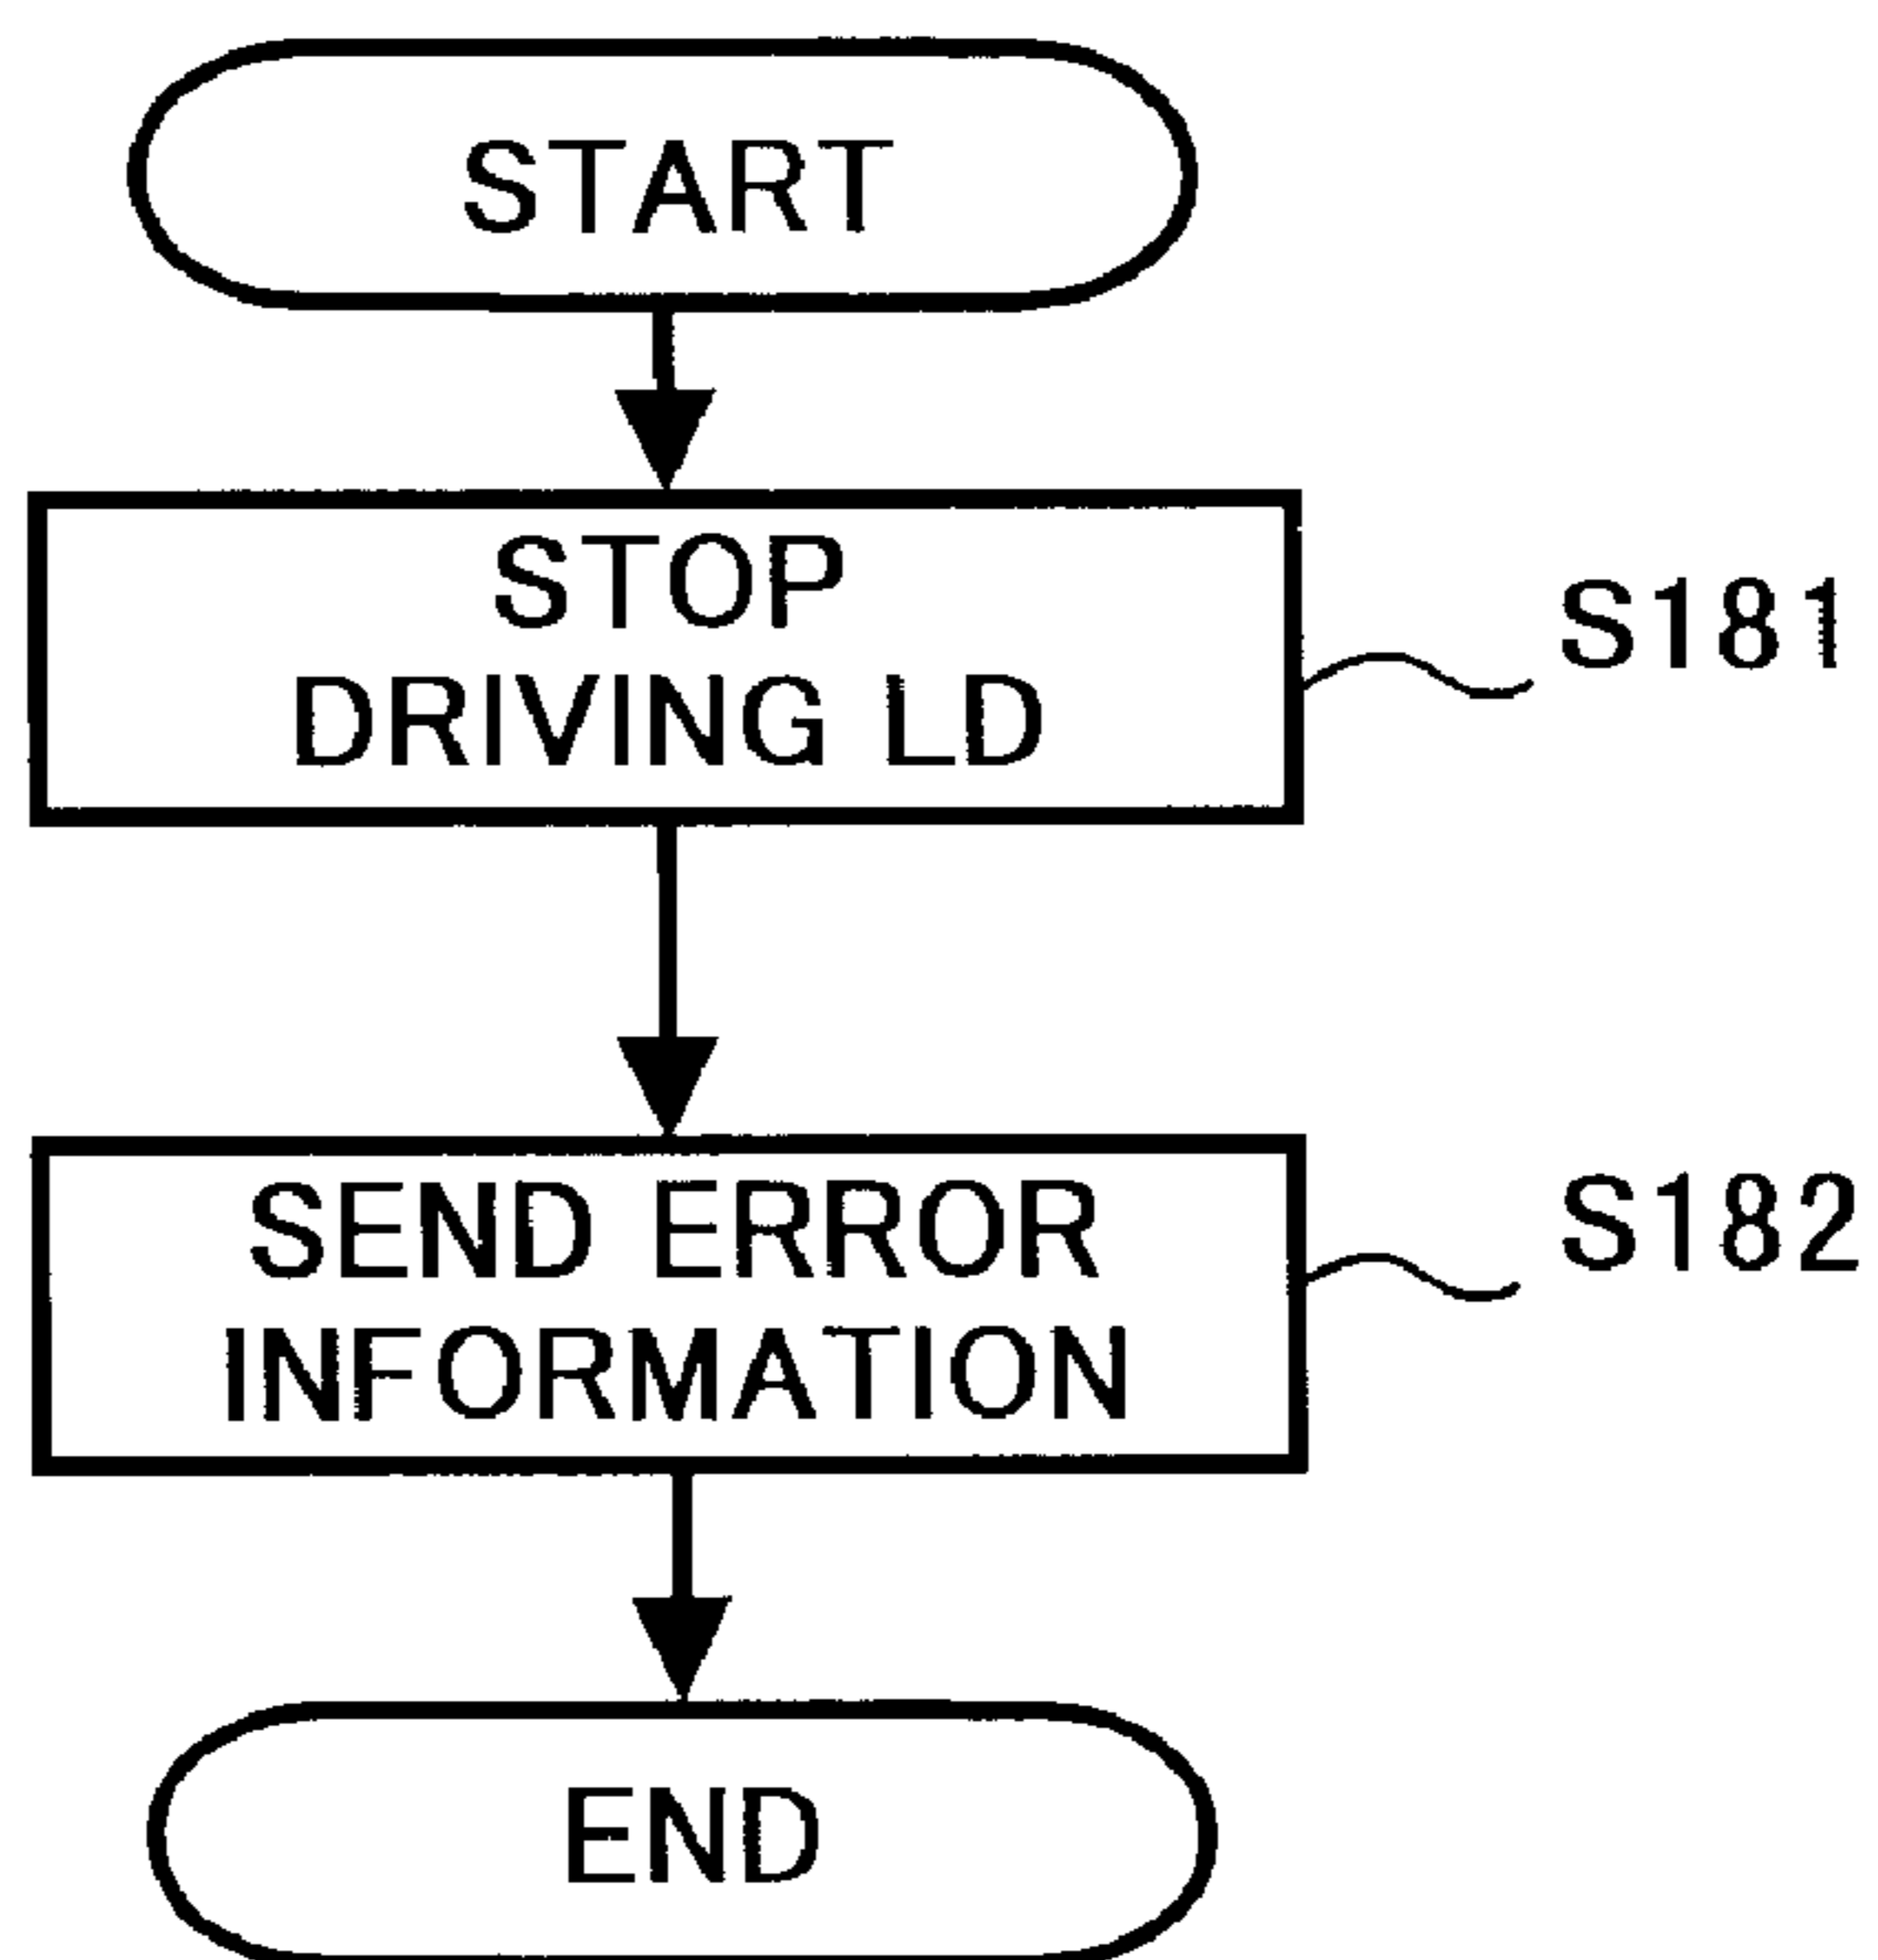 START
STOP
DRIVING LD
S181
SEND ERROR
INFORMATION
S182
END